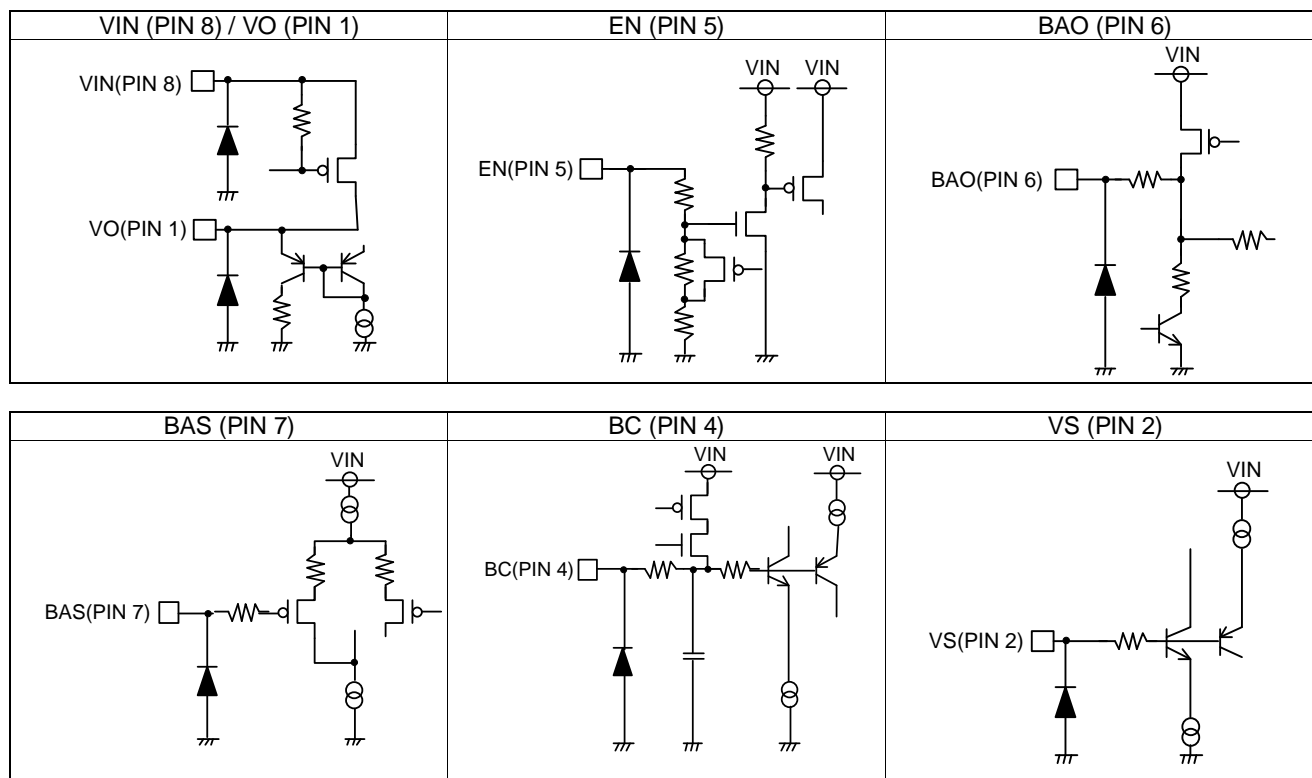 VIN (PIN 8) / VO (PIN 1)
VIN(PIN 8)
VO(PIN 1)
EN (PIN 5)
VIN VIN
EN(PIN 5)
BAO (PIN 6)
VIN
BAO(PIN 6)
BAS (PIN 7)
VIN
BAS(PIN 7)
BC (PIN 4)
VIN VIN
BC(PIN 4)
VS (PIN 2)
VIN
VS(PIN 2)